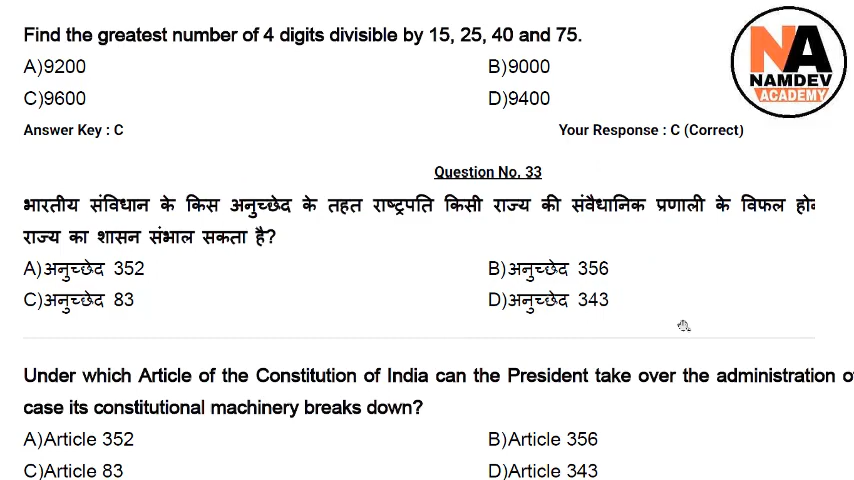 Find the greatest number of 4 digits divisible by 15, 25, 40 and 75.
A)9200 B)9000
C)9600 D)9400
NA
NAMDEV
ACADEMY
Answer Key : C Your Response : C (Correct)
Question No. 33
भारतीय संविधान के किस अनुच्छेद के तहत राष्ट्रपति किसी राज्य की संवैधानिक प्रणाली के विफल
राज्य का शासन संभाल सकता है?
A)अनुच्छेद 352 B)अनुच्छेद 356
C)अनुच्छेद 83 D)अनुच्छेद 343
Under which Article of the Constitution of India can the President take over the administration
case its constitutional machinery breaks down?
A)Article 352 B)Article 356
C)Article 83 D)Article 343